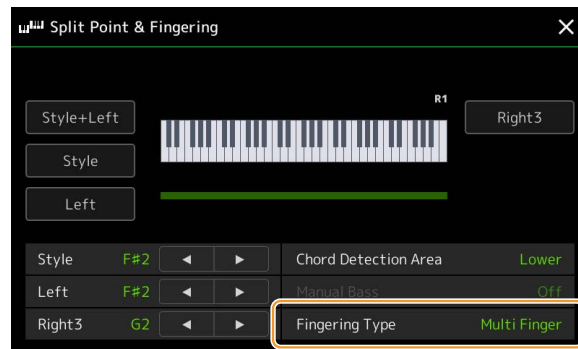 Split Point & Fingering
R1
Style+Left
Right3
Style
Left
Style F♯2 Chord Detection Area Lower
Left F♯2 Manual Bass Off
Right3 G2 Fingering Type Multi Finger